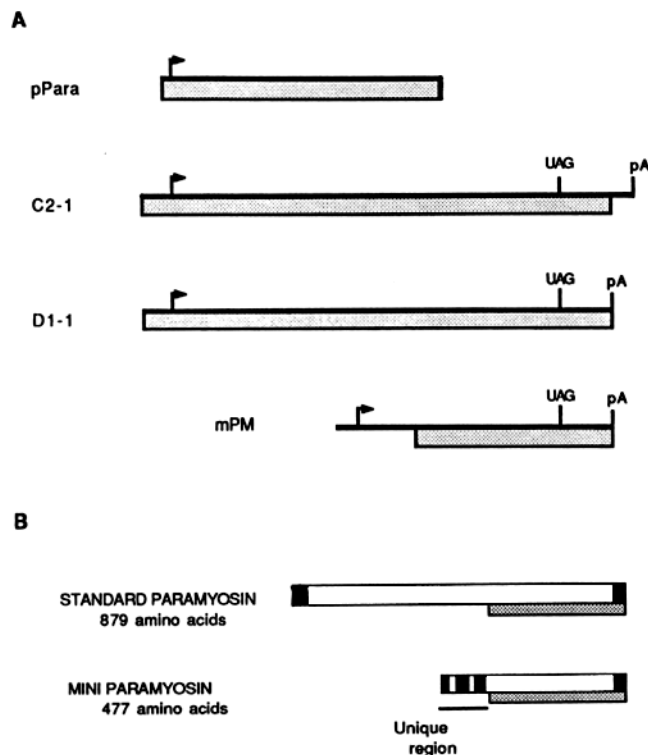 A
pPara
UAG
pA
C2-1
UAG
pA
D1-1
UAG
pA
mPM
B
STANDARD PARAMYOSIN
879 amino acids
MINI PARAMYOSIN
477 amino acids
Unique
region